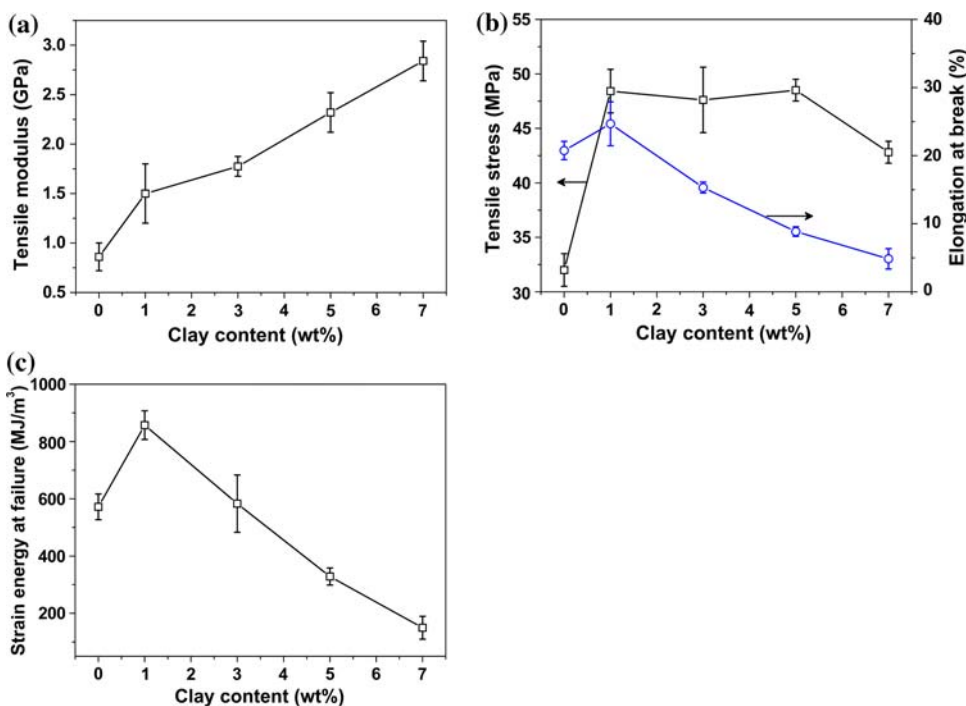 (a)
3.0
2.5
2.0
1.5
1.0
0.5
Tensile modulus (GPa)
0 1 2 3 4 5 6 7
Clay content (wt%)
(b)
55
50
45
40
35
30
Tensile stress (MPa)
40
30
20
10
0
Elongation at break (%)
0 1 2 3 4 5 6 7
Clay content (wt%)
(c)
1000
800
600
400
200
Strain energy at failure (MJ/m³)
0 1 2 3 4 5 6 7
Clay content (wt%)